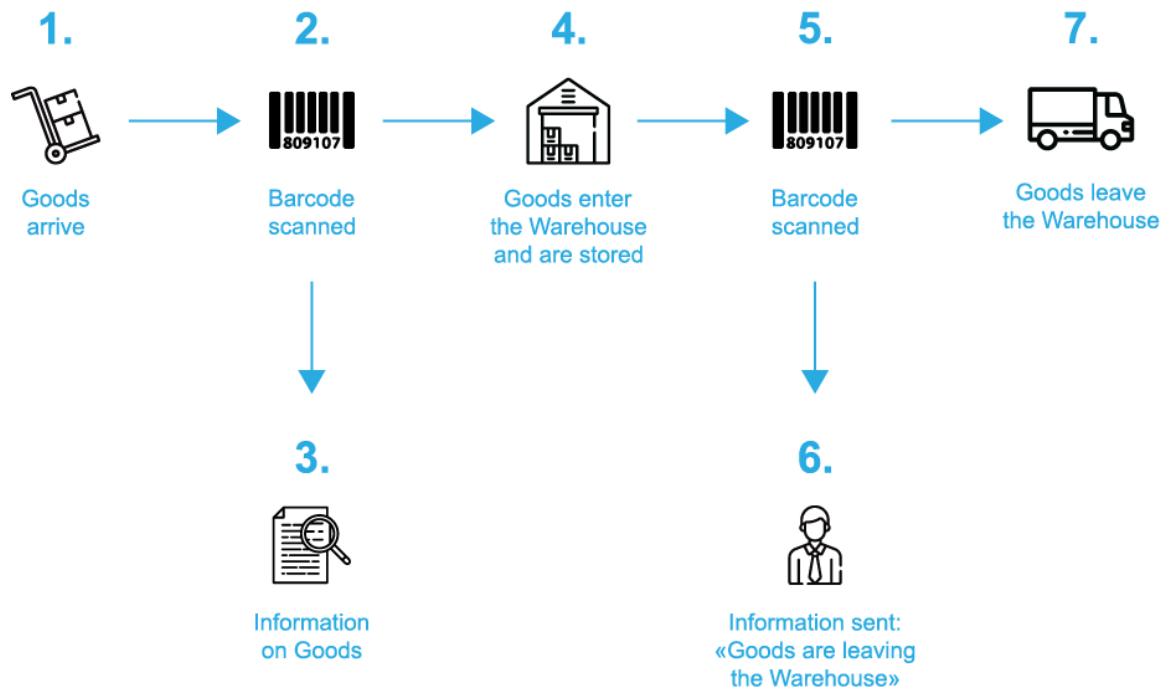 1.
2.
4.
5.
7.
809107
809107
Goods
arrive
Barcode
scanned
Goods enter
the Warehouse
and are stored
Barcode
scanned
Goods leave
the Warehouse
3.
6.
Information
on Goods
Information sent:
«Goods are leaving
the Warehouse»